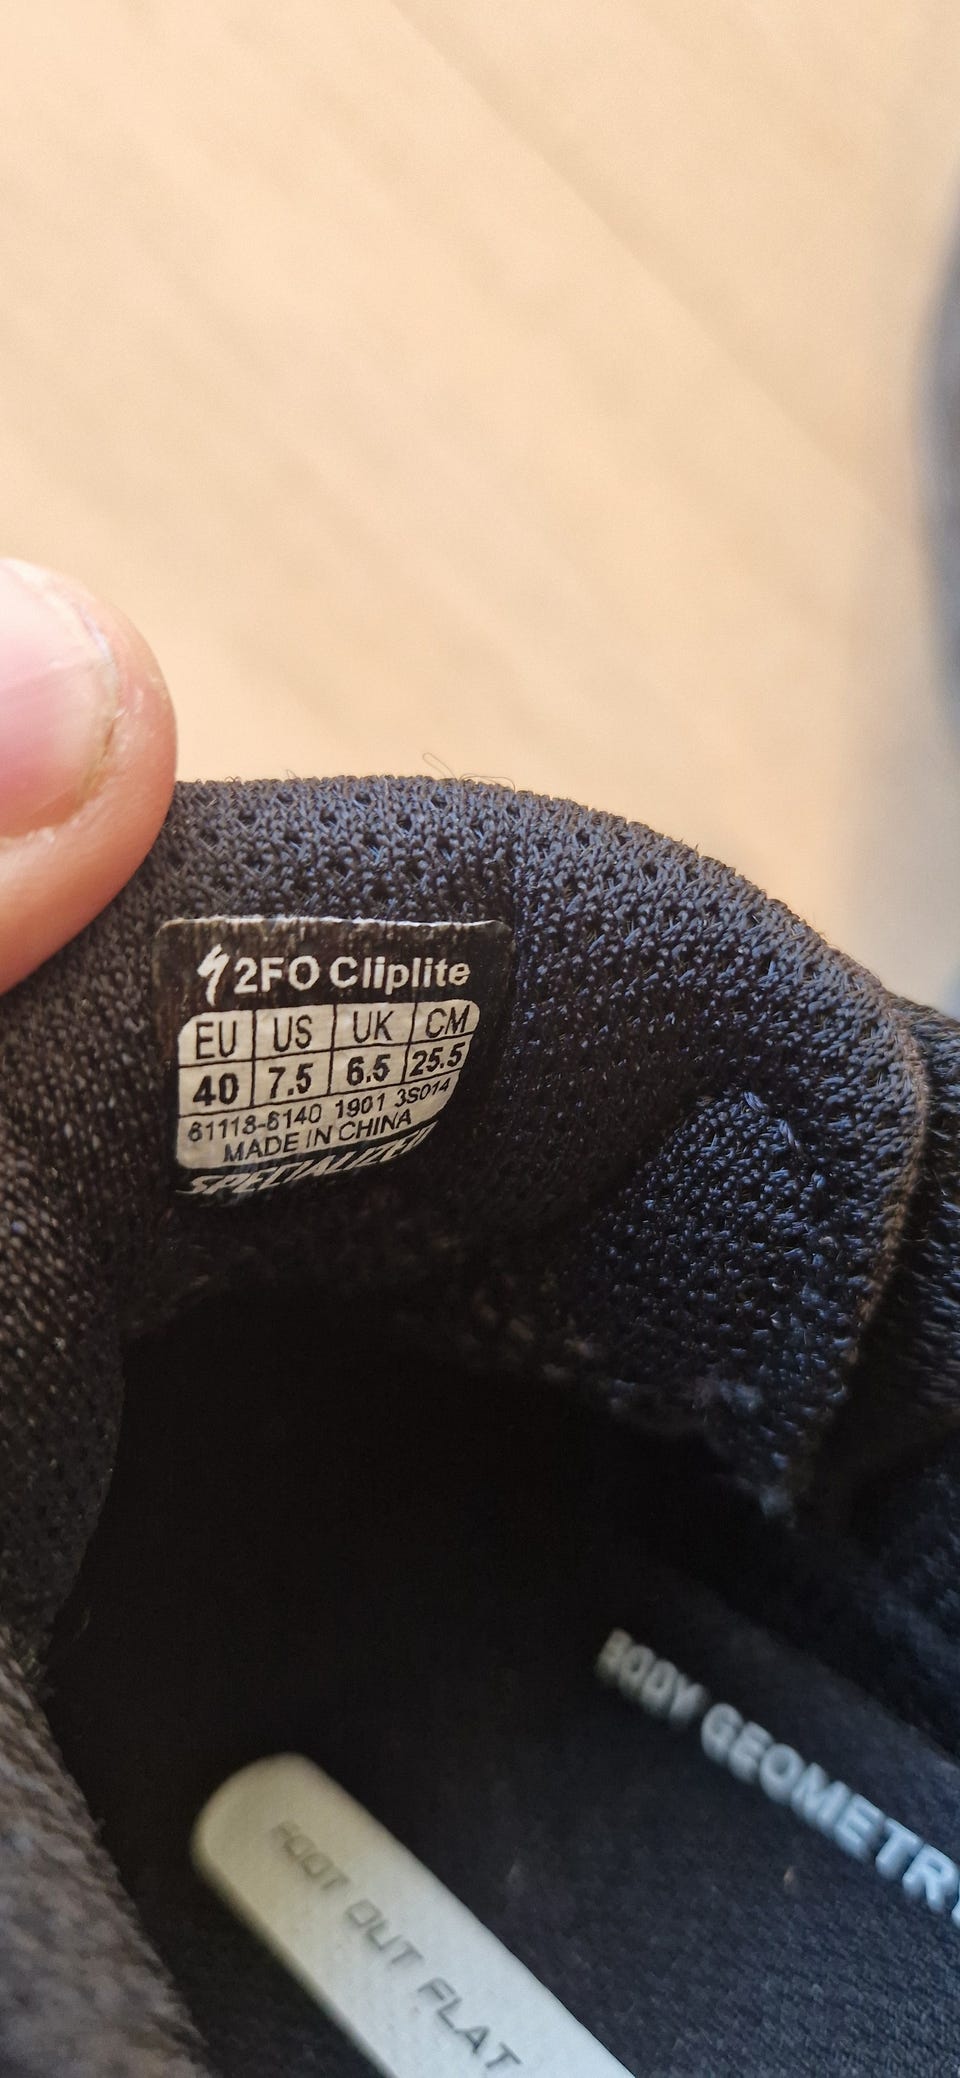 2FO Cliplite
EU US UK CM
40 7.5 6.5 25.5
61118-6140 1901 3S014
MADE IN CHINA
SPECIALIZED
BODY GEOMETR
FOOT OUT FLAT